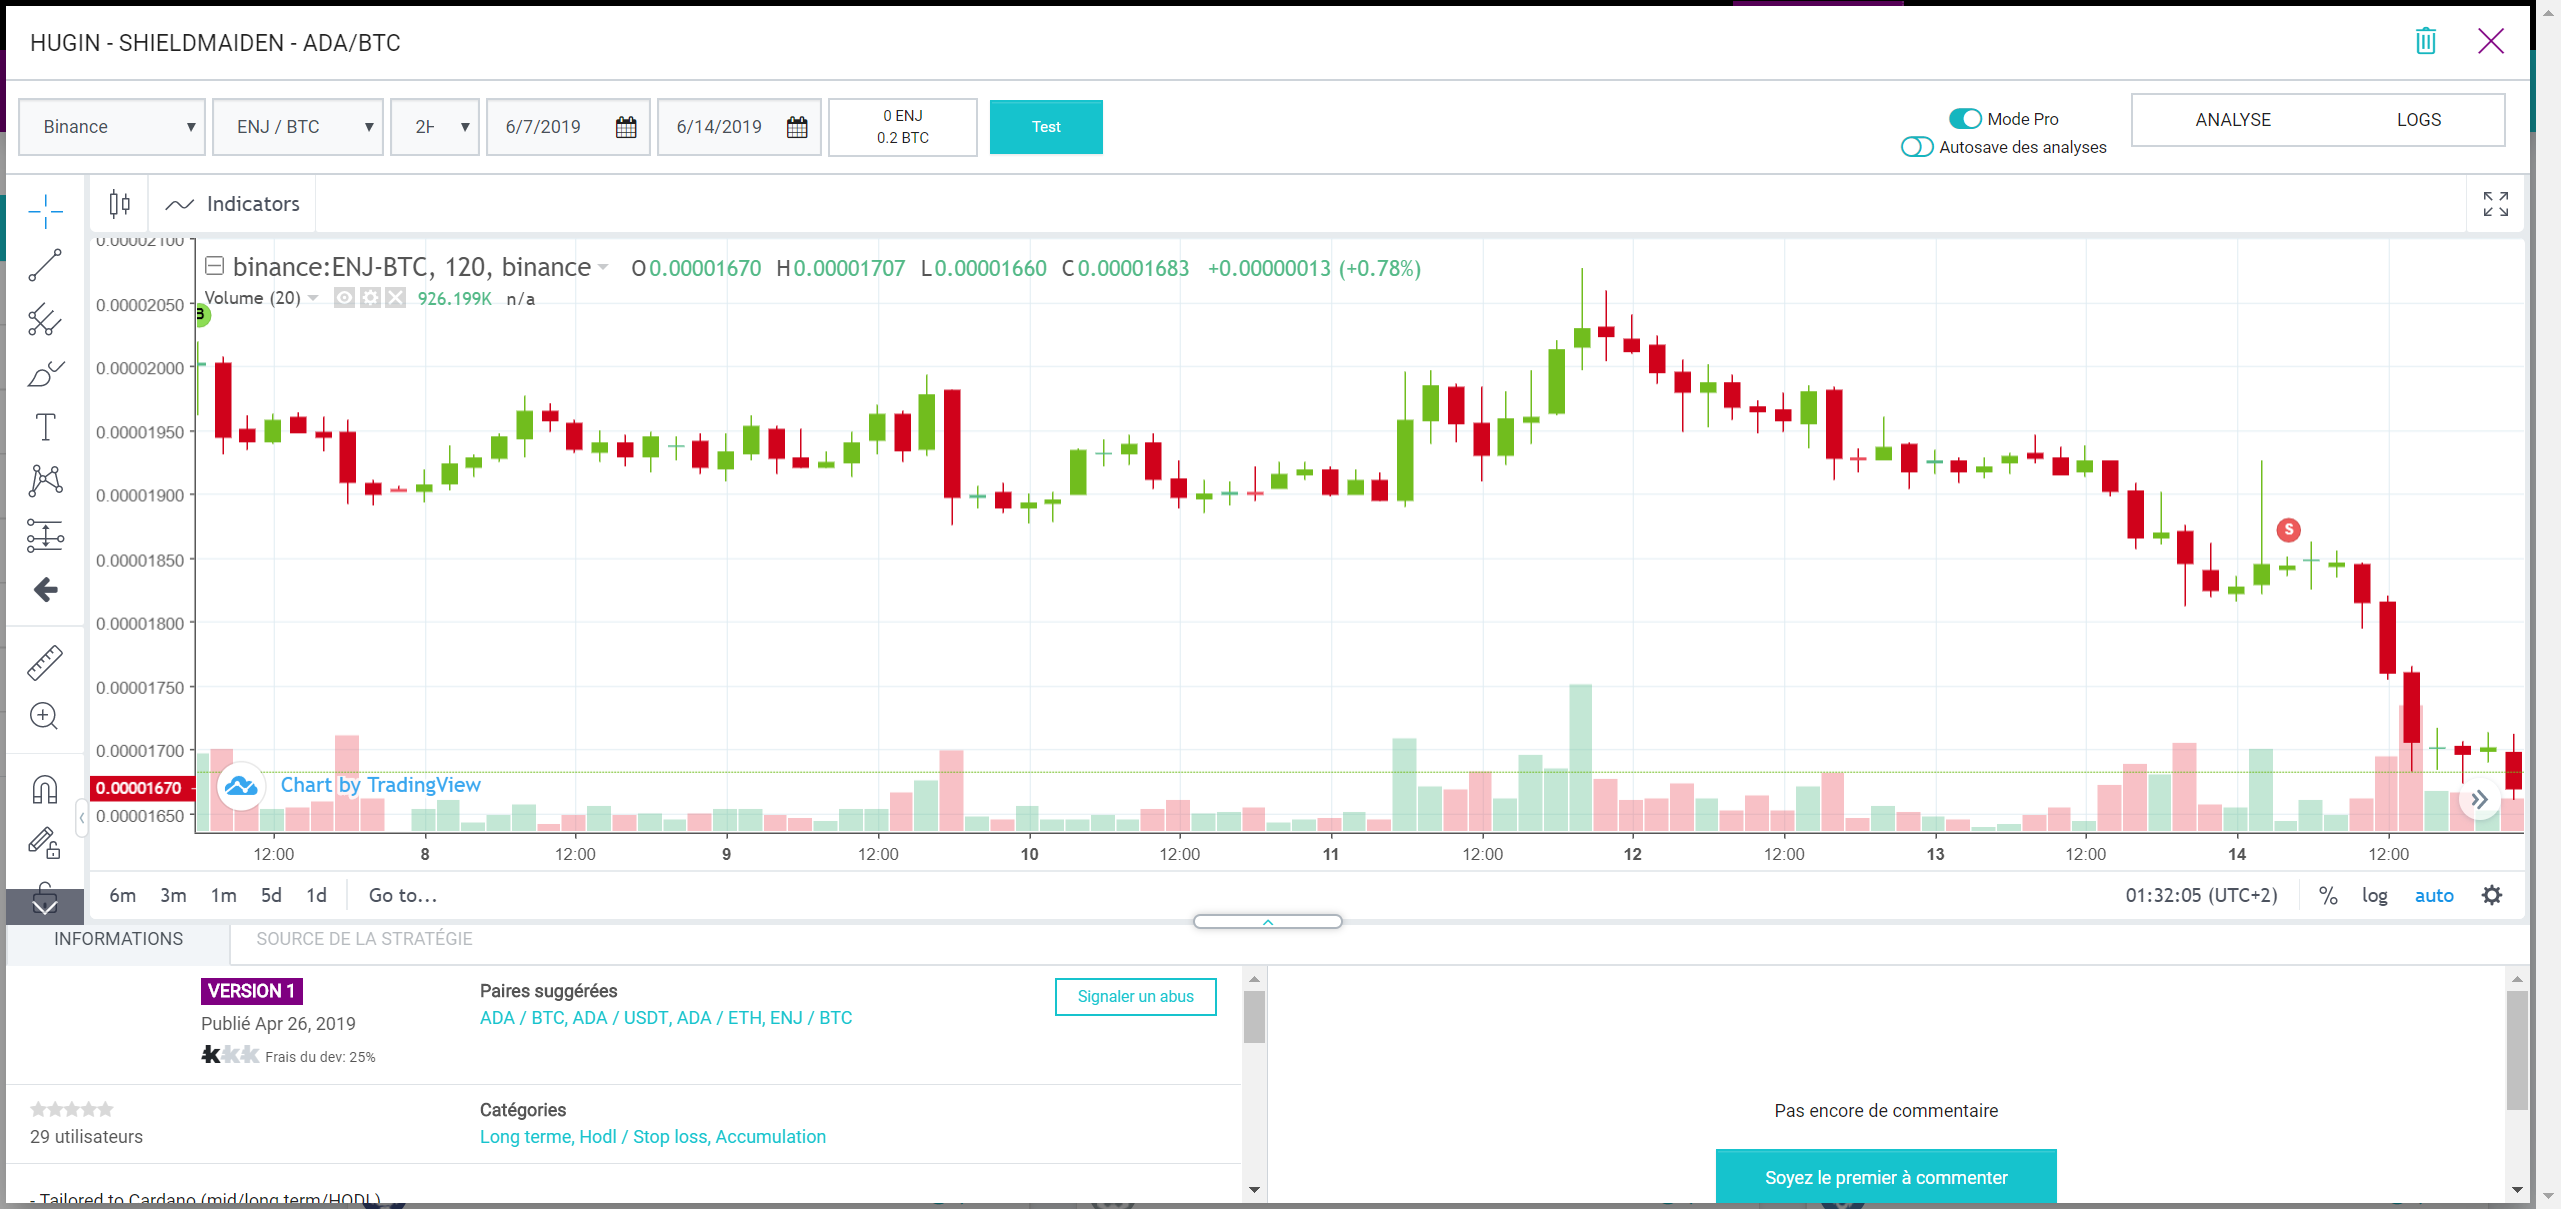 HUGIN - SHIELDMAIDEN - ADA/BTC
Binance
ENJ / BTC
6/7/2019
6/14/2019
0 ENJ
0.2 BTC
Test
Mode Pro
Autosave des analyses
ANALYSE
LOGS
Indicators
0.00002100
binance:ENJ-BTC, 120, binance O0.00001670 H0.00001707 L0.00001660 C0.00001683 +0.00000013 (+0.78%)
Volume (20) 926.199K n/a
B
0.00002050
0.00002000
0.00001950
0.00001900
0.00001850
0.00001800
0.00001750
0.00001700
0.00001670
0.00001650
S
Chart by TradingView
12:00 8 12:00 9 12:00 10 12:00 11 12:00 12 12:00 13 12:00 14 12:00
6m 3m 1m 5d 1d Go to... 01:32:05 (UTC+2) % log auto
INFORMATIONS
SOURCE DE LA STRATÉGIE
VERSION 1
Publié Apr 26, 2019
Frais du dev: 25%
Paires suggérées
ADA / BTC, ADA / USDT, ADA / ETH, ENJ / BTC
Signaler un abus
29 utilisateurs
Catégories
Long terme, Hodl / Stop loss, Accumulation
- Tailored to Cardano (mid/long term/HODL)
Pas encore de commentaire
Soyez le premier à commenter